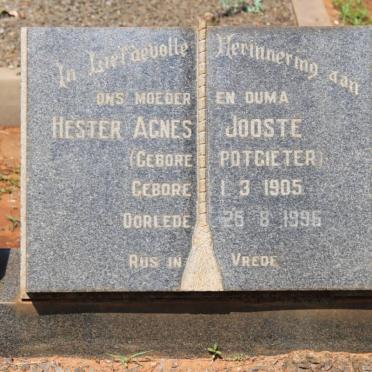 In Liefdevolle Herinnering aan
ons moeder en ouma
Hester Agnes Jooste
(Gebore Potgieter)
Gebore 1 3 1905
Oorlede 26 8 1996
Rus in Vrede